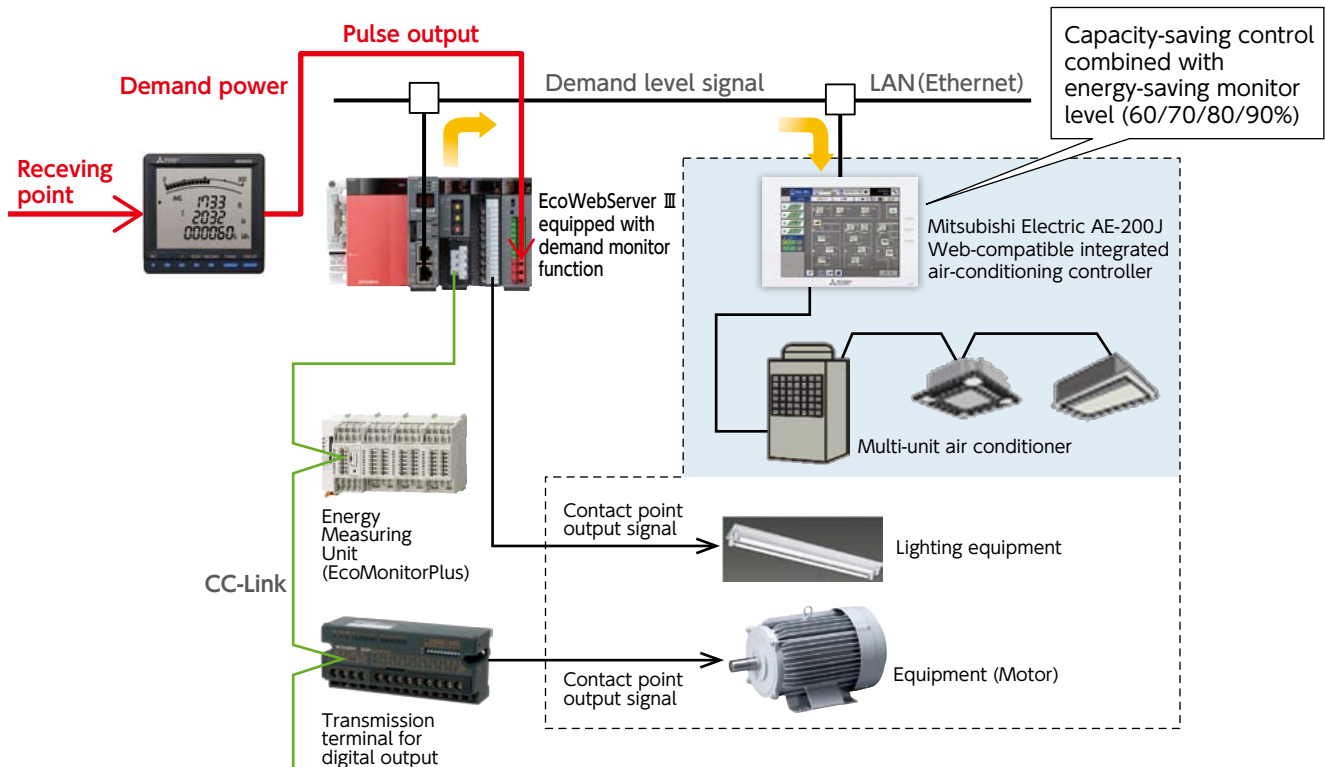 Pulse output
Demand power
Demand level signal
LAN(Ethernet)
Capacity-saving control
combined with
energy-saving monitor
level (60/70/80/90%)
Receving
point
1733
2032
000060
EcoWebServer Ⅲ
equipped with
demand monitor
function
Mitsubishi Electric AE-200J
Web-compatible integrated
air-conditioning controller
Multi-unit air conditioner
Energy
Measuring
Unit
(EcoMonitorPlus)
Contact point
output signal
Lighting equipment
CC-Link
Contact point
output signal
Equipment (Motor)
Transmission
terminal for
digital output